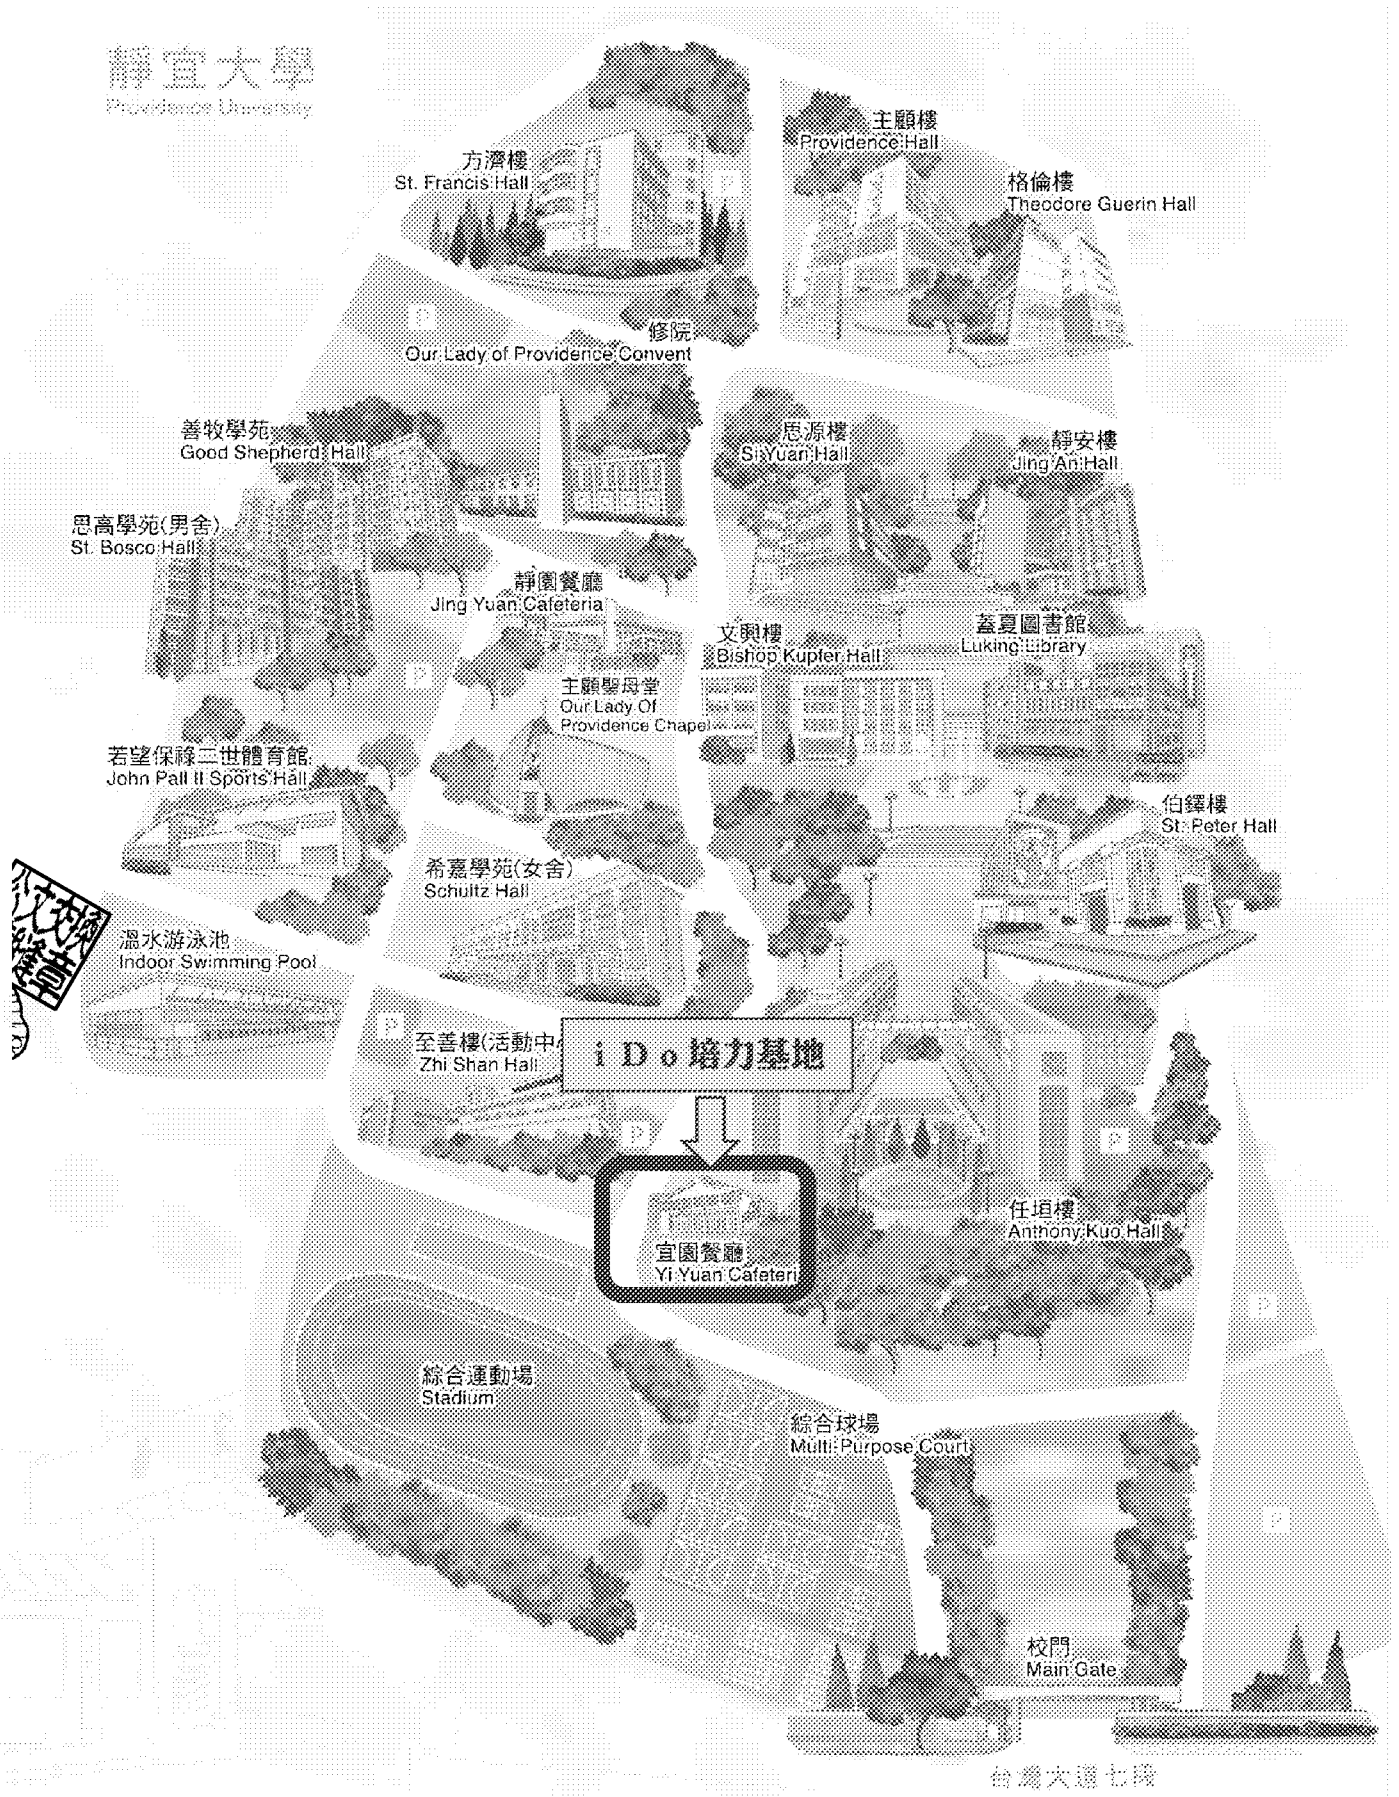 靜宜大學
Providence University
主顧樓
Providence Hall
方濟樓
St. Francis Hall
P
格倫樓
Theodore Guerin Hall
P
修院
Our Lady of Providence Convent
善牧學苑
Good Shepherd Hall
思源樓
Si Yuan Hall
靜安樓
Jing An Hall
思高學苑(男舍)
St. Bosco Hall
靜園餐廳
Jing Yuan Cafeteria
文興樓
Bishop Kupfer Hall
蓋夏圖書館
Luking Library
P
主顧聖母堂
Our Lady Of
Providence Chapel
若望保祿二世體育館
John Pall II Sports Hall
伯鐸樓
St. Peter Hall
希嘉學苑(女舍)
Schultz Hall
溫水游泳池
Indoor Swimming Pool
P
至善樓(活動中
Zhi Shan Hall
i D o 培力基地
P
P
任垣樓
Anthony Kuo Hall
宜園餐廳
Yi Yuan Cafeteri
P
綜合運動場
Stadium
綜合球場
Multi-Purpose Court
P
校門
Main Gate
台灣大道七段